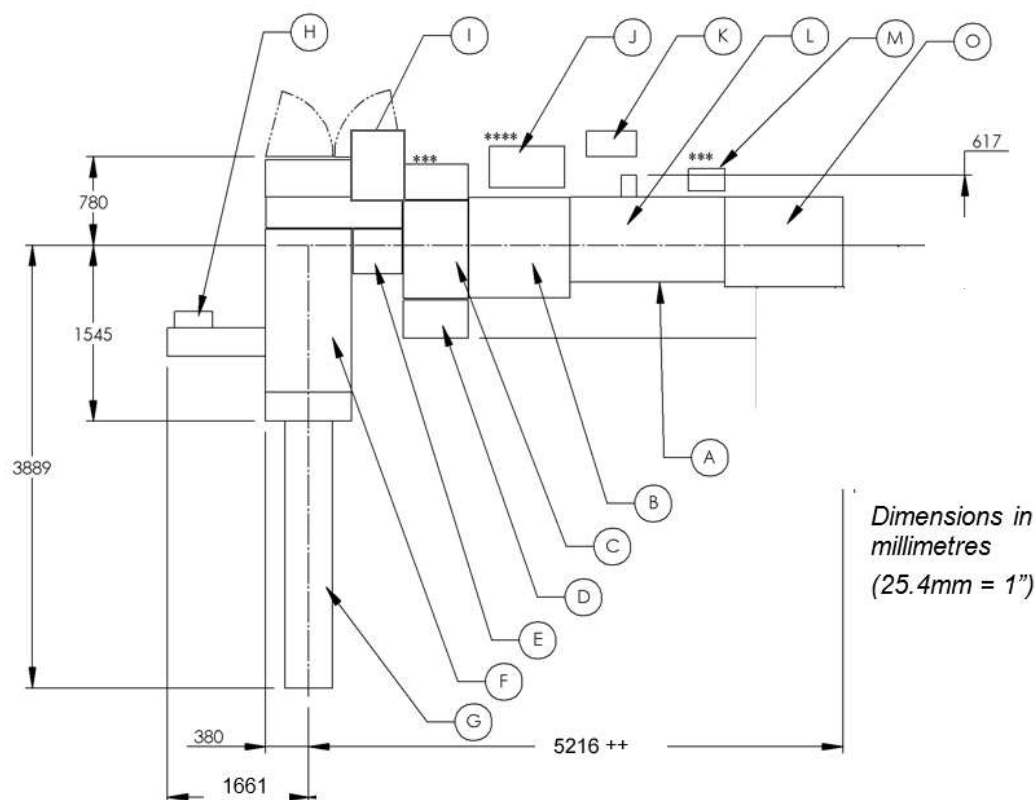 H
I
J
K
L
M
O
****
***
***
617
780
1545
3889
A
B
C
D
E
F
G
Dimensions in
millimetres
(25.4mm = 1”)
380
5216 ++
1661